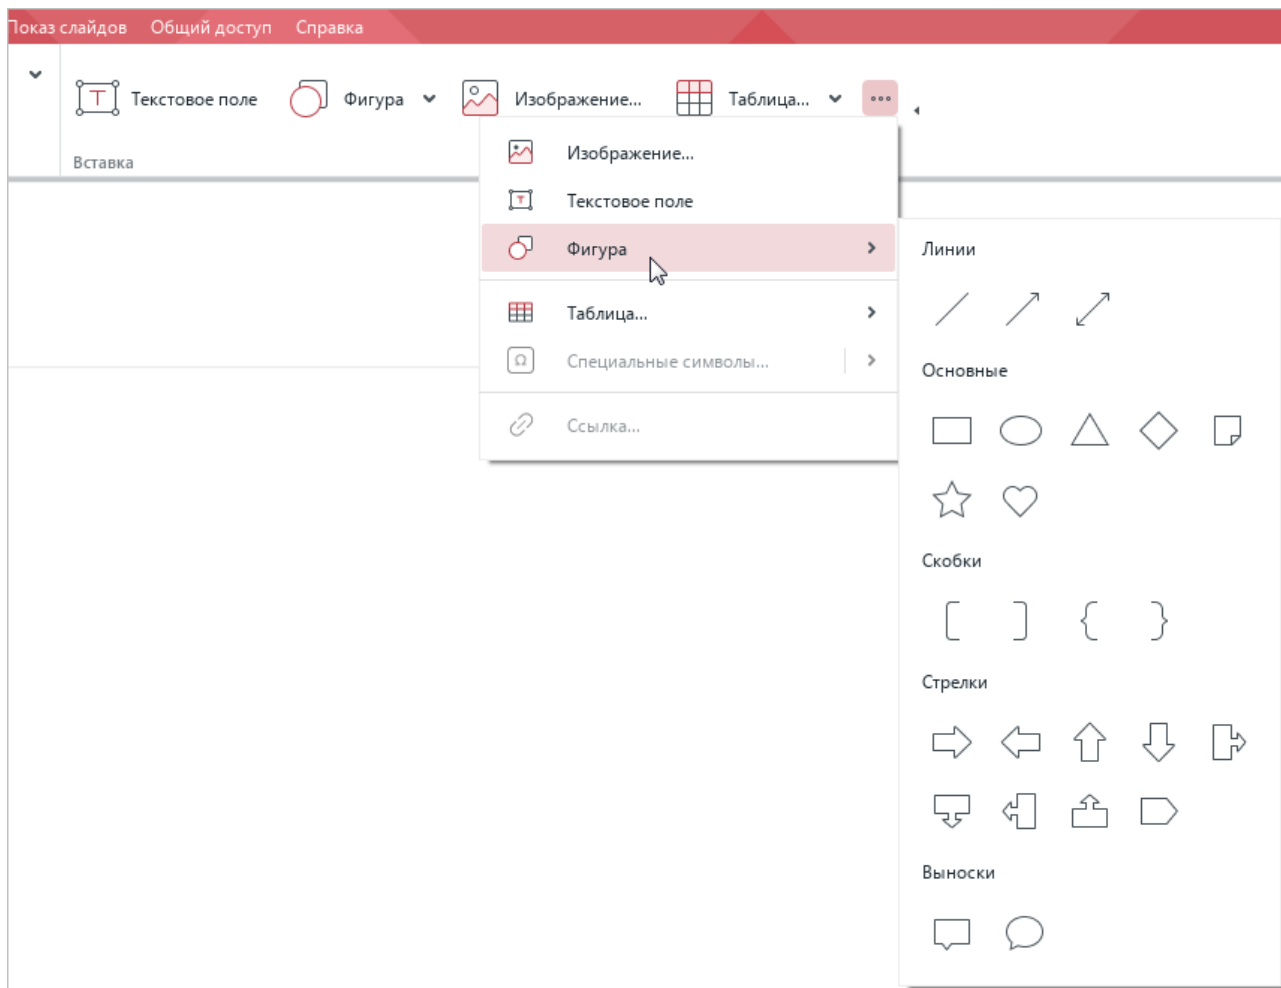 Показ слайдов Общий доступ Справка
Текстовое поле Фигура Изображение... Таблица...
Вставка
Изображение...
Текстовое поле
Фигура
Таблица...
Специальные символы...
Ссылка...
Линии
Основные
Скобки
Стрелки
Выноски